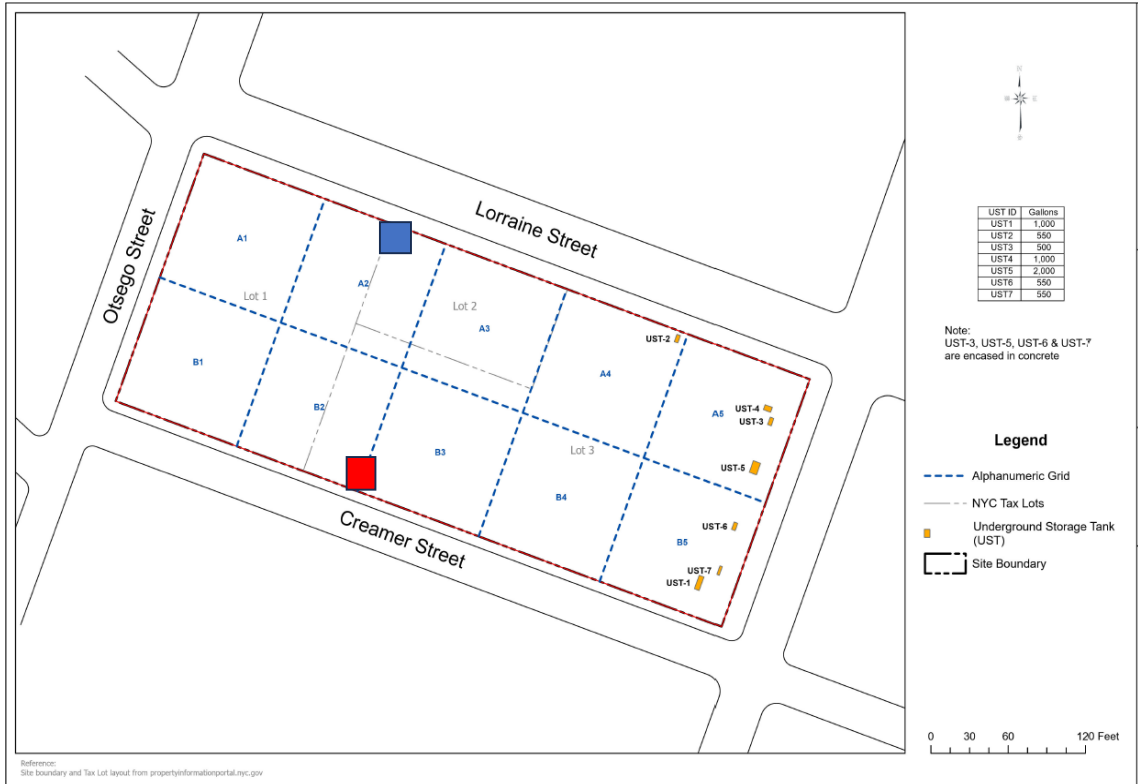 Lorraine Street
Otsego Street
Creamer Street
A1
A2
A3
A4
A5
B1
B2
B3
B4
B5
Lot 1
Lot 2
Lot 3
UST-2
UST-4
UST-3
UST-5
UST-6
UST-7
UST-1
UST ID Gallons
UST1 1,000
UST2 550
UST3 500
UST4 1,000
UST5 2,000
UST6 550
UST7 550
Note:
UST-3, UST-5, UST-6 & UST-7
are encased in concrete
Legend
Alphanumeric Grid
NYC Tax Lots
Underground Storage Tank
(UST)
Site Boundary
0 30 60 120 Feet
Reference:
Site boundary and Tax Lot layout from propertyinformationportal.nyc.gov